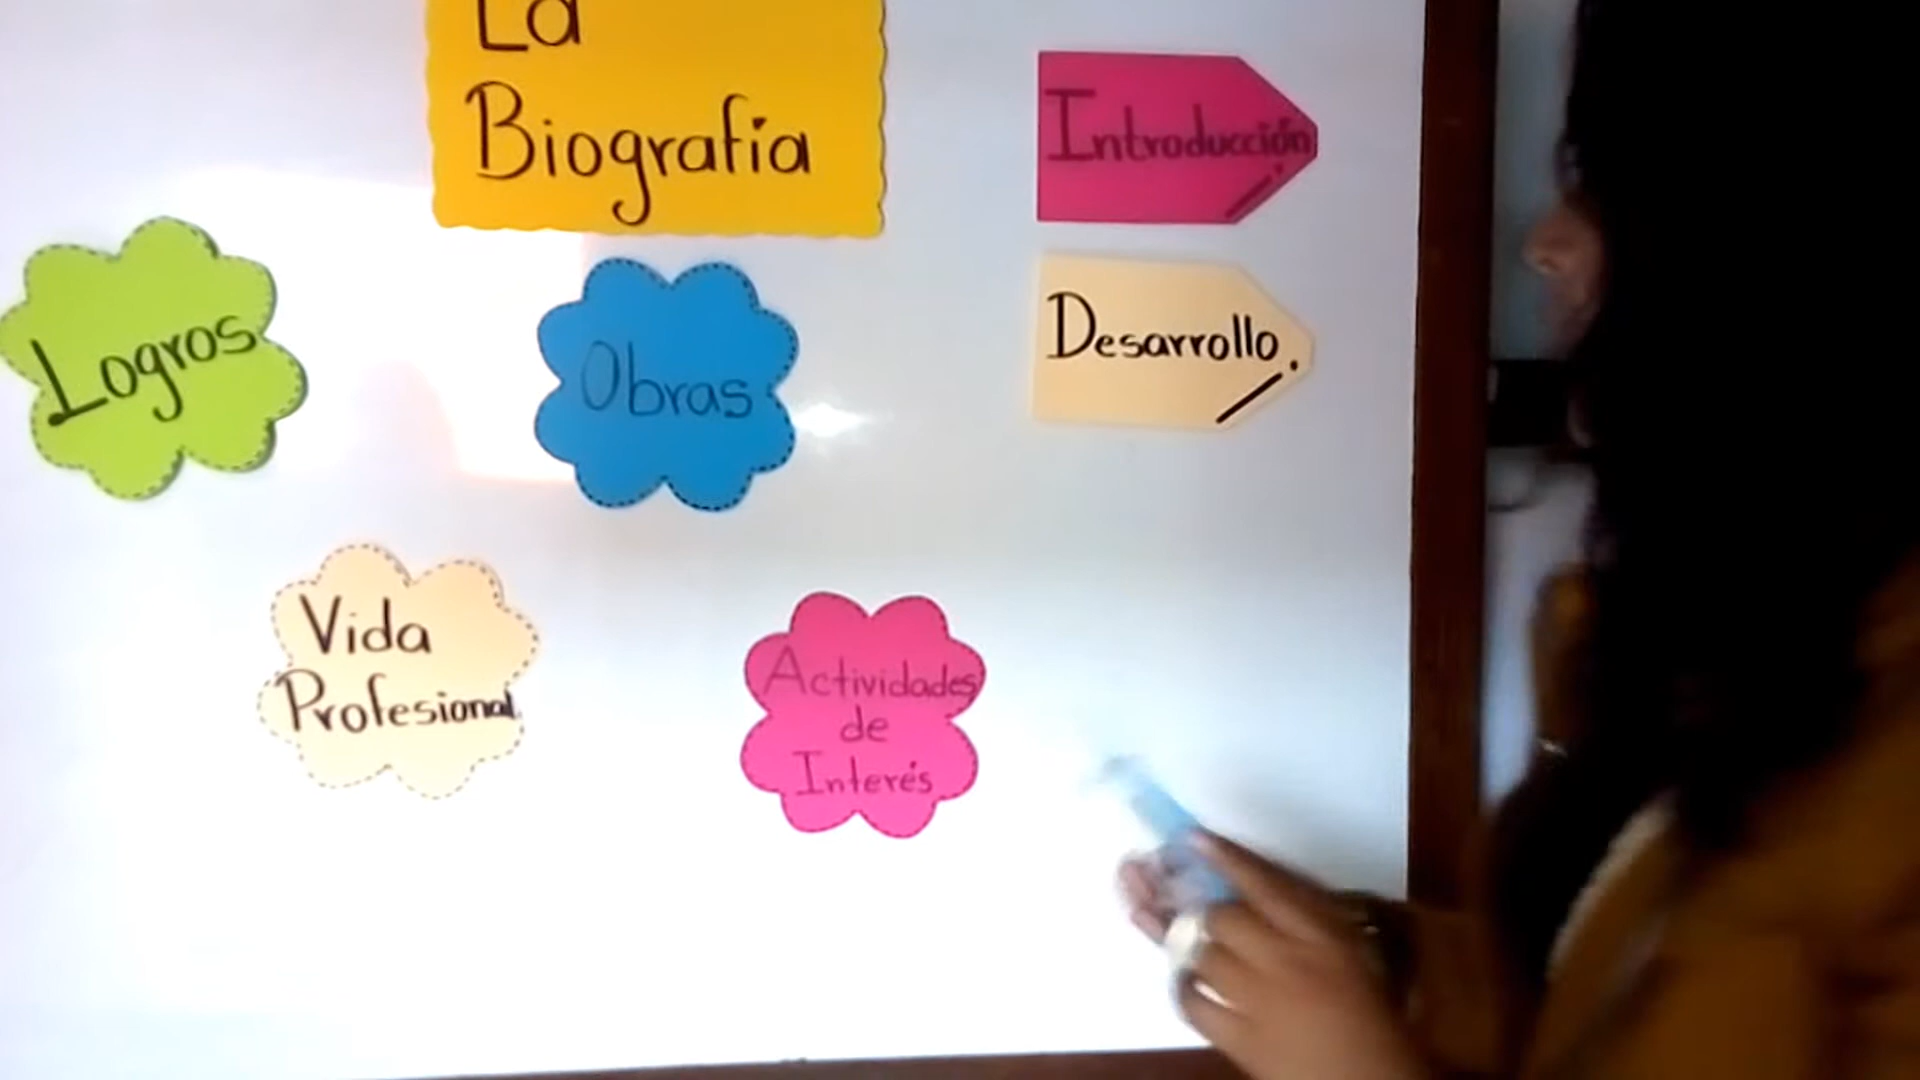 La
Biografía
Introducción
Desarrollo.
Logros
Obras
Vida
Profesional
Actividades
de
Interés